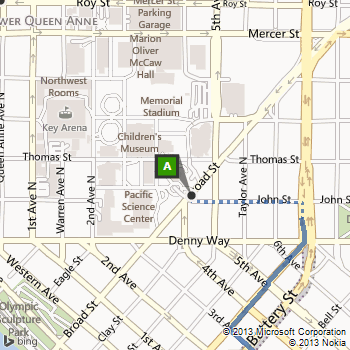 Roy St
Mercer St
Parking
Garage
5th Ave
Roy St
LOWER QUEEN ANNE
Mercer St
Marion
Oliver
McCaw
Hall
Northwest
Rooms
Memorial
Stadium
Key Arena
Children's
Museum
Queen Anne Ave N
Thomas St
A
Thomas St
1st Ave N
Warren Ave N
2nd Ave N
Pacific
Science
Center
Broad St
Taylor Ave N
John St
John S
Denny Way
Western Ave
Eagle St
2nd Ave
4th Ave
5th Ave
6th Ave
Olympic
Sculpture
Park
Broad St
Clay St
1st A
3rd
Battery St
Bell St
bing
© 2013 Microsoft Corporation
© 2013 Nokia